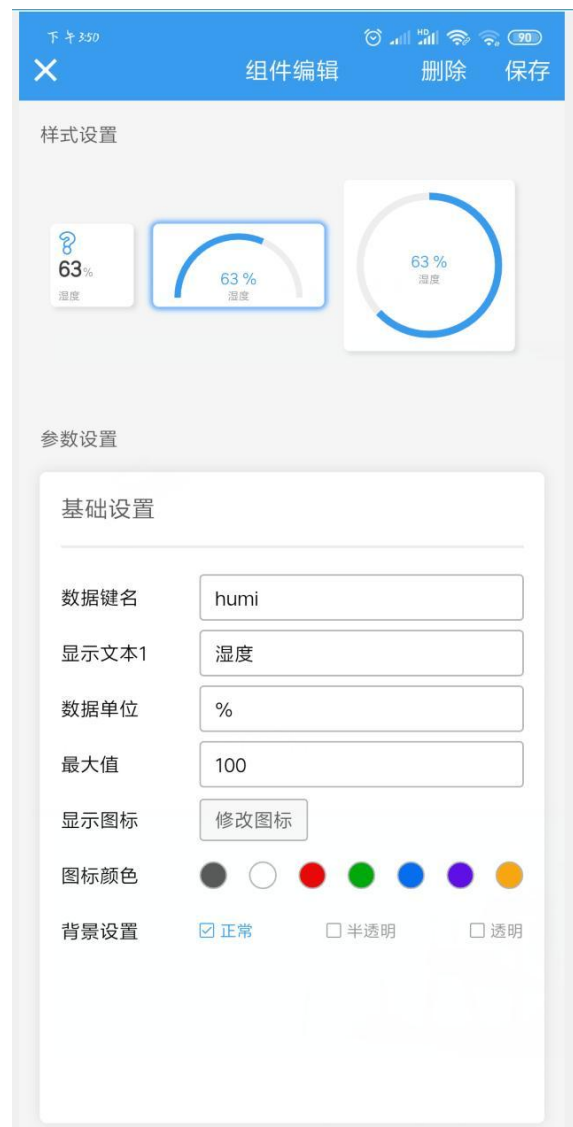 下午3:50
HD
90
组件编辑 删除 保存
样式设置
63%
湿度
63 %
湿度
63 %
湿度
参数设置
基础设置
数据键名 humi
显示文本1 湿度
数据单位 %
最大值 100
显示图标 修改图标
图标颜色
背景设置 正常 半透明 透明